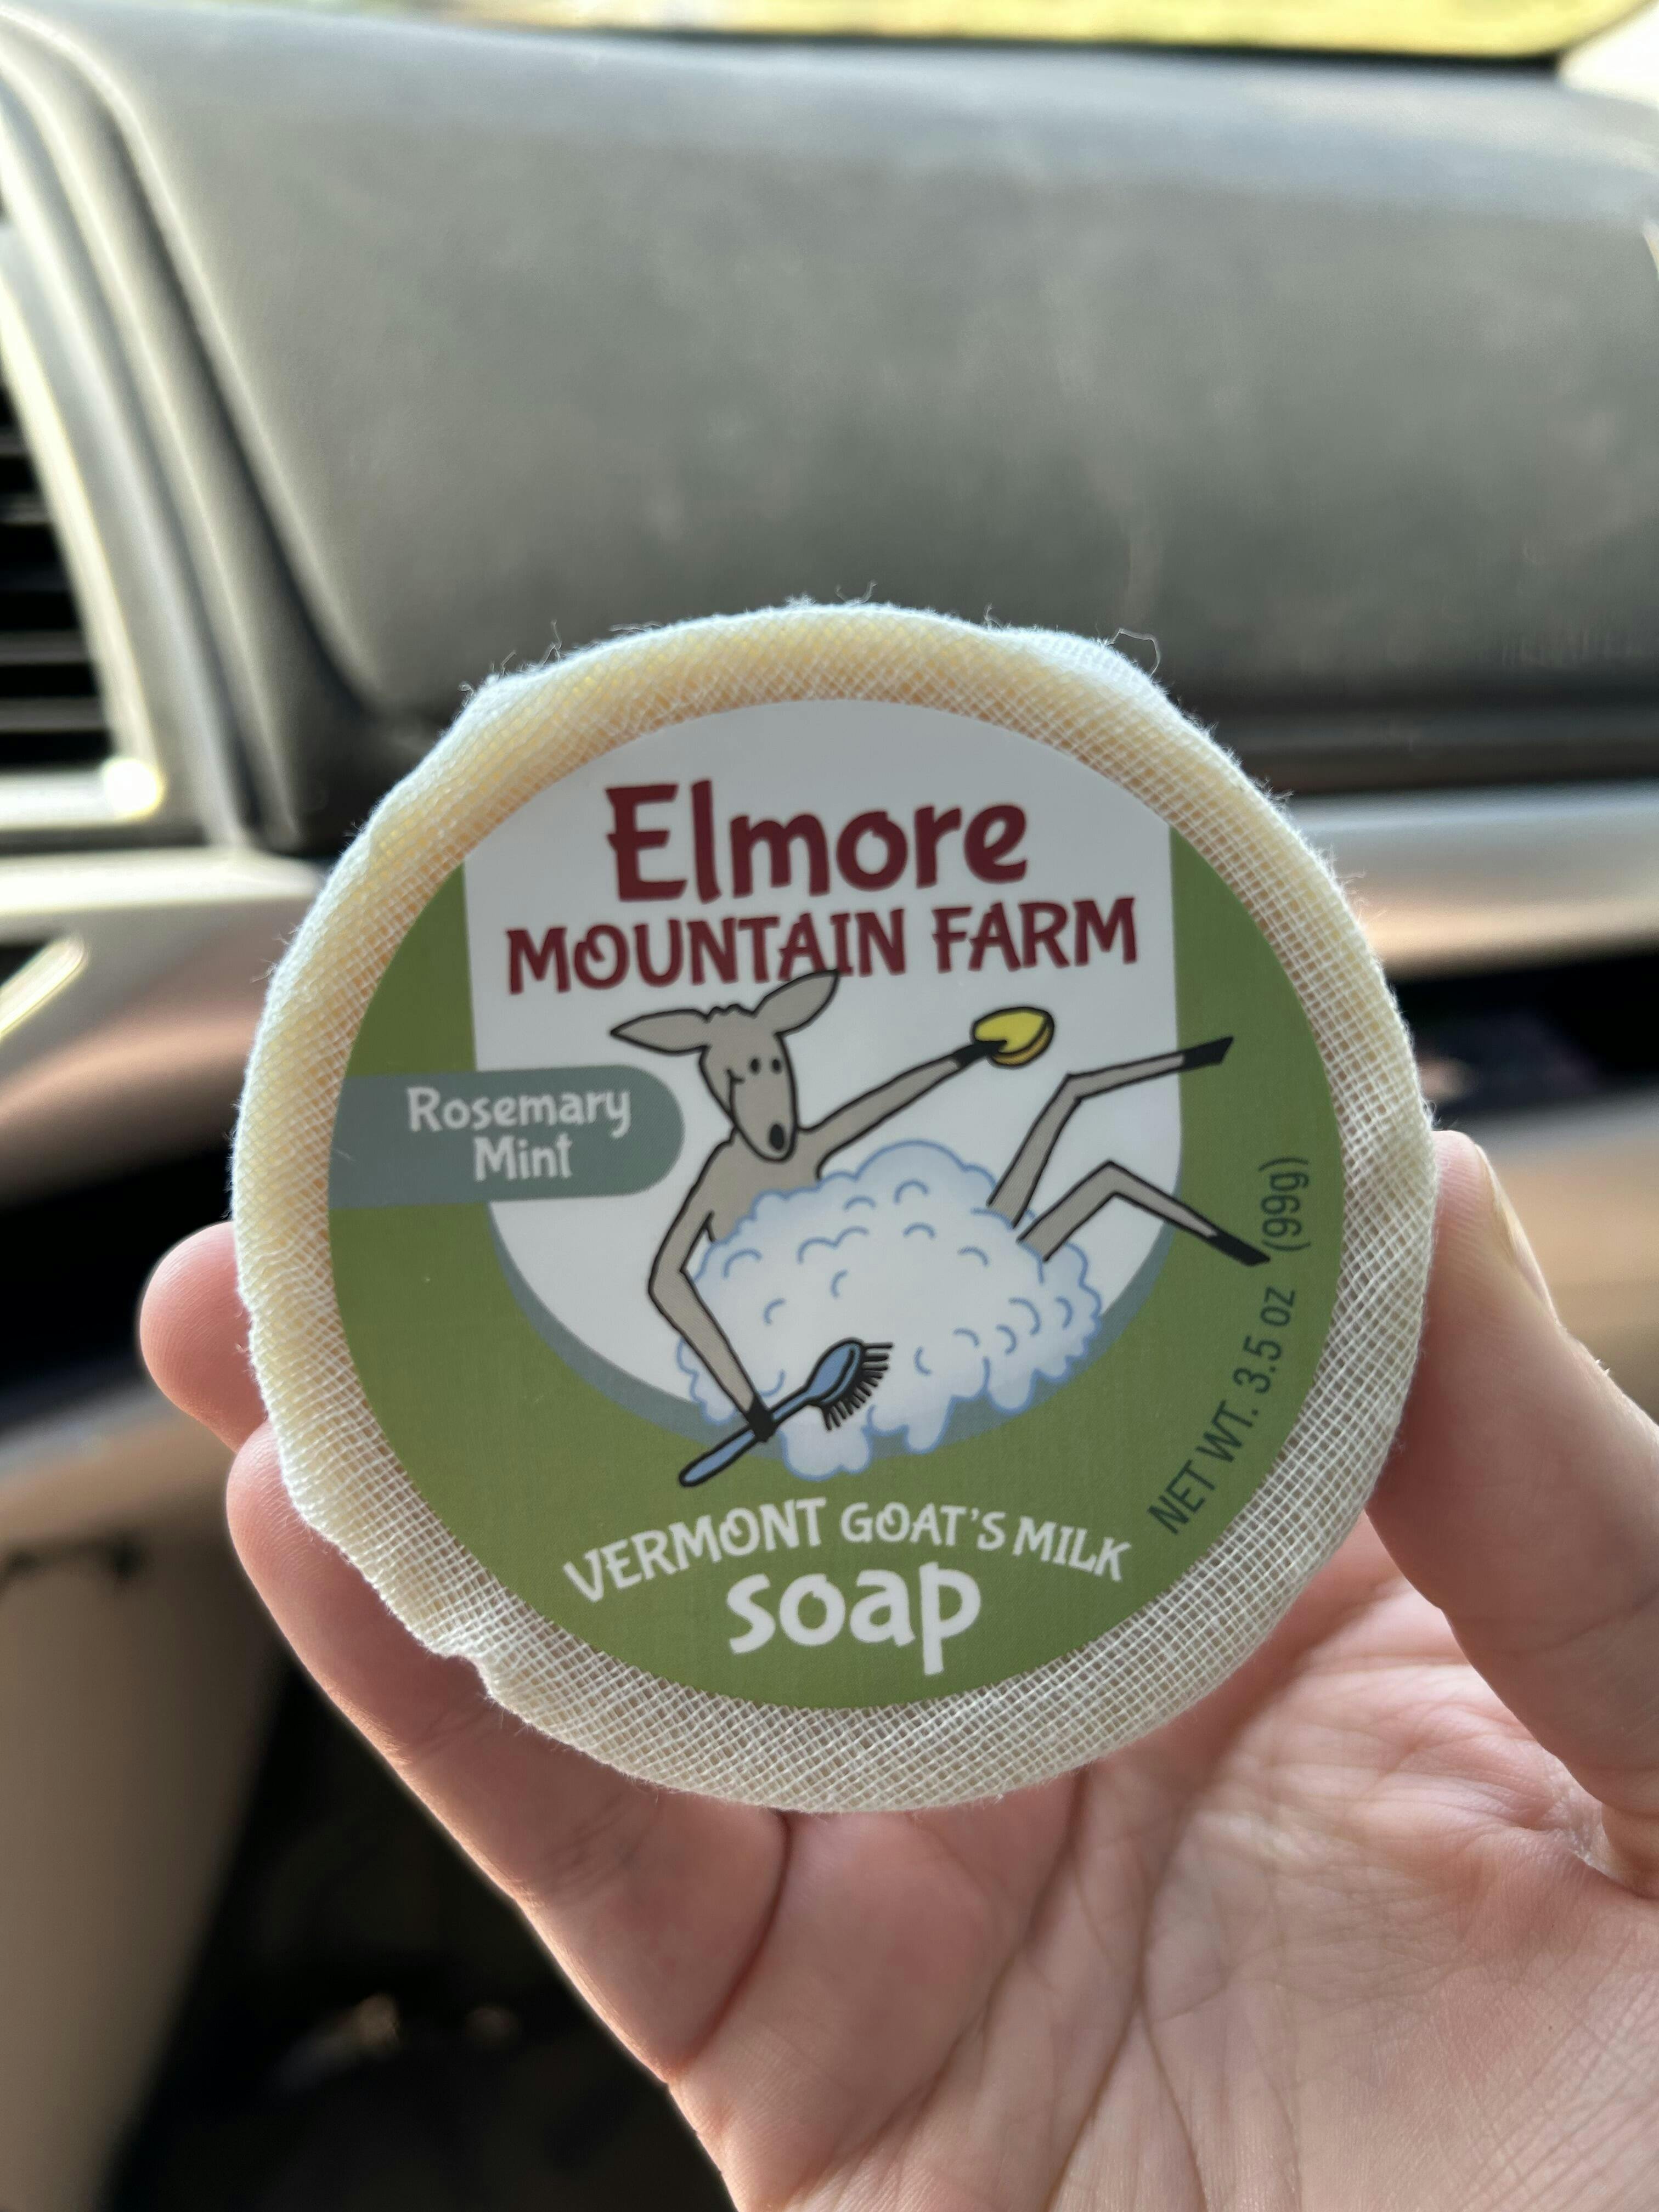 Elmore
MOUNTAIN FARM
Rosemary
Mint
VERMONT GOAT'S MILK
soap
NET WT. 3.5 oz (99g)